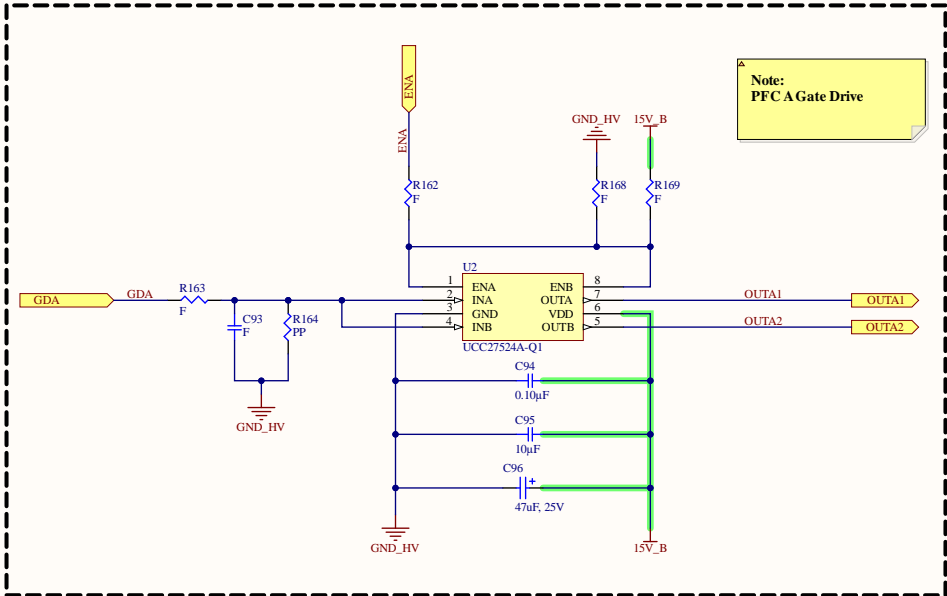 ENA
Note:
PFC A Gate Drive
ENA
GND_HV
15V_B
R162
F
R168
F
R169
F
U2
1
ENA
ENB
8
GDA
GDA
R163
F
2
INA
OUTA
7
OUTA1
OUTA1
3
GND
VDD
6
4
INB
OUTB
5
OUTA2
OUTA2
C93
F
R164
PP
UCC27524A-Q1
C94
0.10µF
GND_HV
C95
10µF
C96
+
47uF, 25V
GND_HV
15V_B